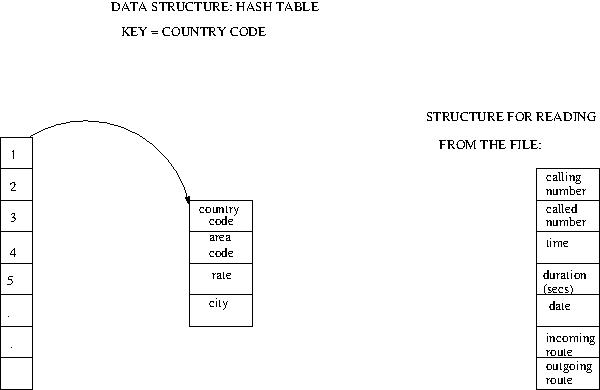 DATA STRUCTURE: HASH TABLE
KEY = COUNTRY CODE
STRUCTURE FOR READING
FROM THE FILE:
1
2
3
4
5
.
.
country
code
area
code
rate
city
calling
number
called
number
time
duration
(secs)
date
incoming
route
outgoing
route